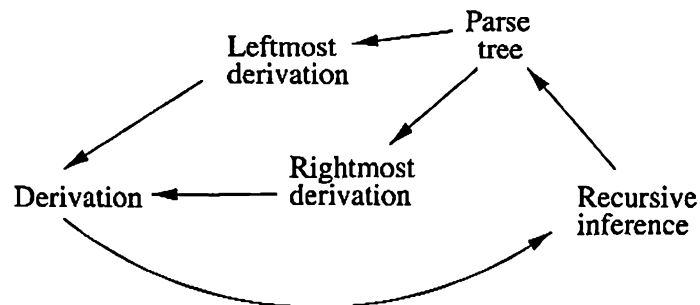 Parse
tree
Leftmost
derivation
Rightmost
derivation
Derivation
Recursive
inference